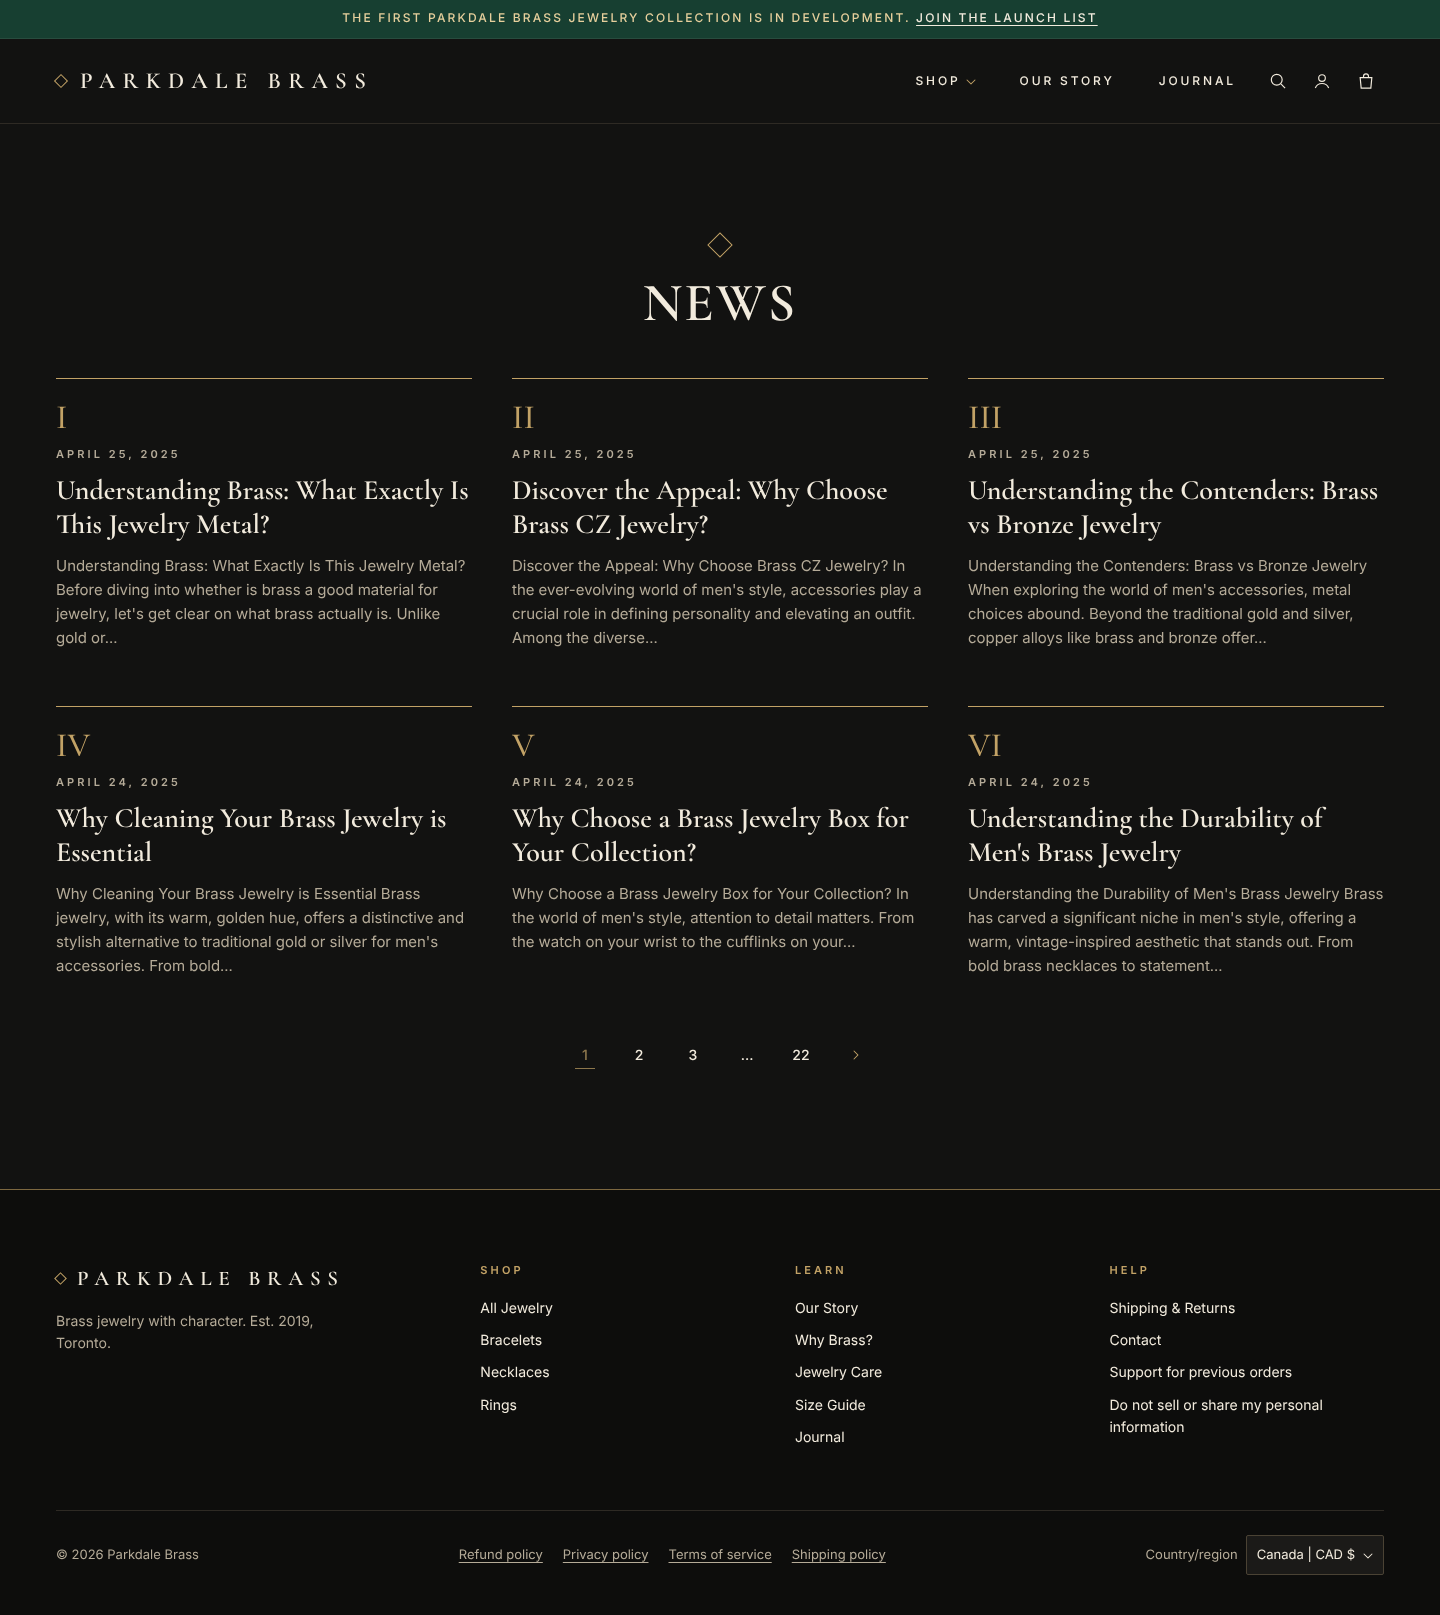 THE FIRST PARKDALE BRASS JEWELRY COLLECTION IS IN DEVELOPMENT. JOIN THE LAUNCH LIST
PARKDALE BRASS
SHOP
OUR STORY
JOURNAL
NEWS
I
APRIL 25, 2025
Understanding Brass: What Exactly Is
This Jewelry Metal?
Understanding Brass: What Exactly Is This Jewelry Metal?
Before diving into whether is brass a good material for
jewelry, let's get clear on what brass actually is. Unlike
gold or...
II
APRIL 25, 2025
Discover the Appeal: Why Choose
Brass CZ Jewelry?
Discover the Appeal: Why Choose Brass CZ Jewelry? In
the ever-evolving world of men's style, accessories play a
crucial role in defining personality and elevating an outfit.
Among the diverse...
III
APRIL 25, 2025
Understanding the Contenders: Brass
vs Bronze Jewelry
Understanding the Contenders: Brass vs Bronze Jewelry
When exploring the world of men's accessories, metal
choices abound. Beyond the traditional gold and silver,
copper alloys like brass and bronze offer...
IV
APRIL 24, 2025
Why Cleaning Your Brass Jewelry is
Essential
Why Cleaning Your Brass Jewelry is Essential Brass
jewelry, with its warm, golden hue, offers a distinctive and
stylish alternative to traditional gold or silver for men's
accessories. From bold...
V
APRIL 24, 2025
Why Choose a Brass Jewelry Box for
Your Collection?
Why Choose a Brass Jewelry Box for Your Collection? In
the world of men's style, attention to detail matters. From
the watch on your wrist to the cufflinks on your...
VI
APRIL 24, 2025
Understanding the Durability of
Men's Brass Jewelry
Understanding the Durability of Men's Brass Jewelry Brass
has carved a significant niche in men's style, offering a
warm, vintage-inspired aesthetic that stands out. From
bold brass necklaces to statement...
1 2 3 … 22
PARKDALE BRASS
Brass jewelry with character. Est. 2019,
Toronto.
SHOP
All Jewelry
Bracelets
Necklaces
Rings
LEARN
Our Story
Why Brass?
Jewelry Care
Size Guide
Journal
HELP
Shipping & Returns
Contact
Support for previous orders
Do not sell or share my personal
information
© 2026 Parkdale Brass
Refund policy
Privacy policy
Terms of service
Shipping policy
Country/region
Canada | CAD $